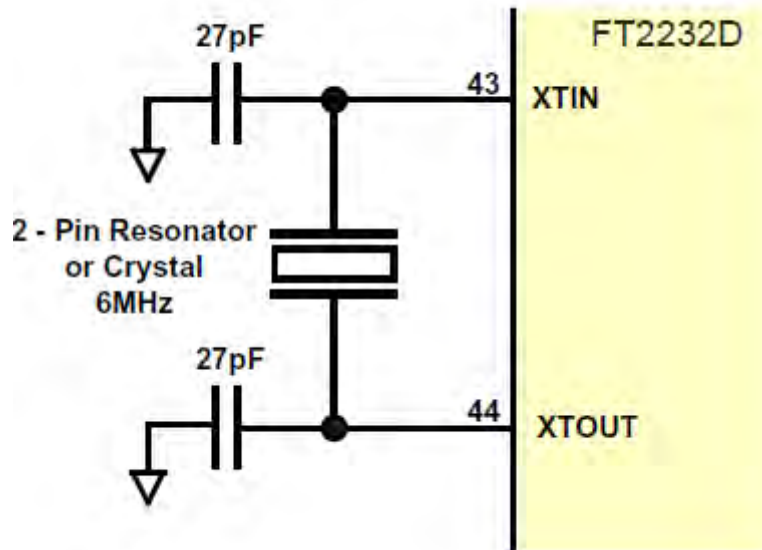 27pF
FT2232D
43
XTIN
2 - Pin Resonator
or Crystal
6MHz
27pF
44
XTOUT